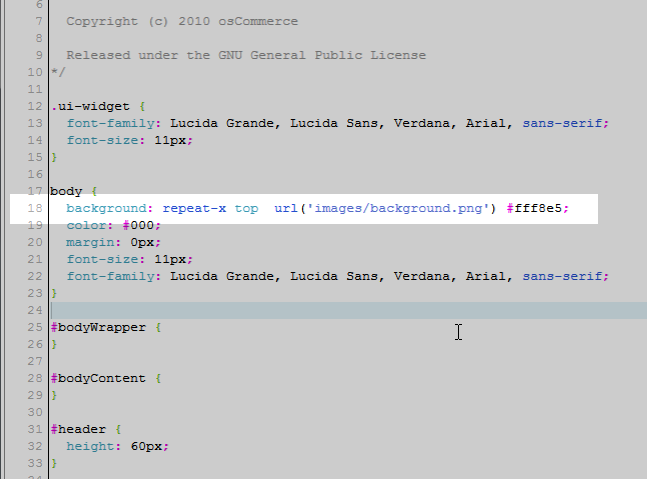 6
7 Copyright (c) 2010 osCommerce
8
9 Released under the GNU General Public License
10 */
11
12 .ui-widget {
13 font-family: Lucida Grande, Lucida Sans, Verdana, Arial, sans-serif;
14 font-size: 11px;
15 }
16
17 body {
18 background: repeat-x top  url('images/background.png') #fff8e5;
19 color: #000;
20 margin: 0px;
21 font-size: 11px;
22 font-family: Lucida Grande, Lucida Sans, Verdana, Arial, sans-serif;
23 }
24
25 #bodyWrapper {
26 }
27
28 #bodyContent {
29 }
30
31 #header {
32 height: 60px;
33 }